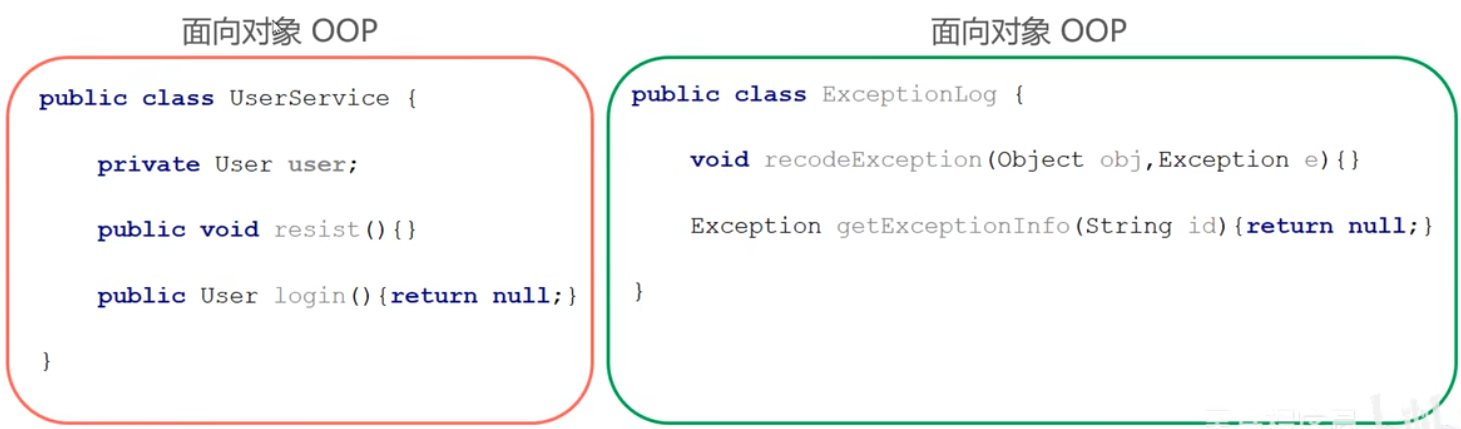 面向对象 OOP
public class UserService {
private User user;
public void resist(){}
public User login(){return null;}
}
面向对象 OOP
public class ExceptionLog {
void recodeException(Object obj,Exception e){}
Exception getExceptionInfo(String id){return null;}
}